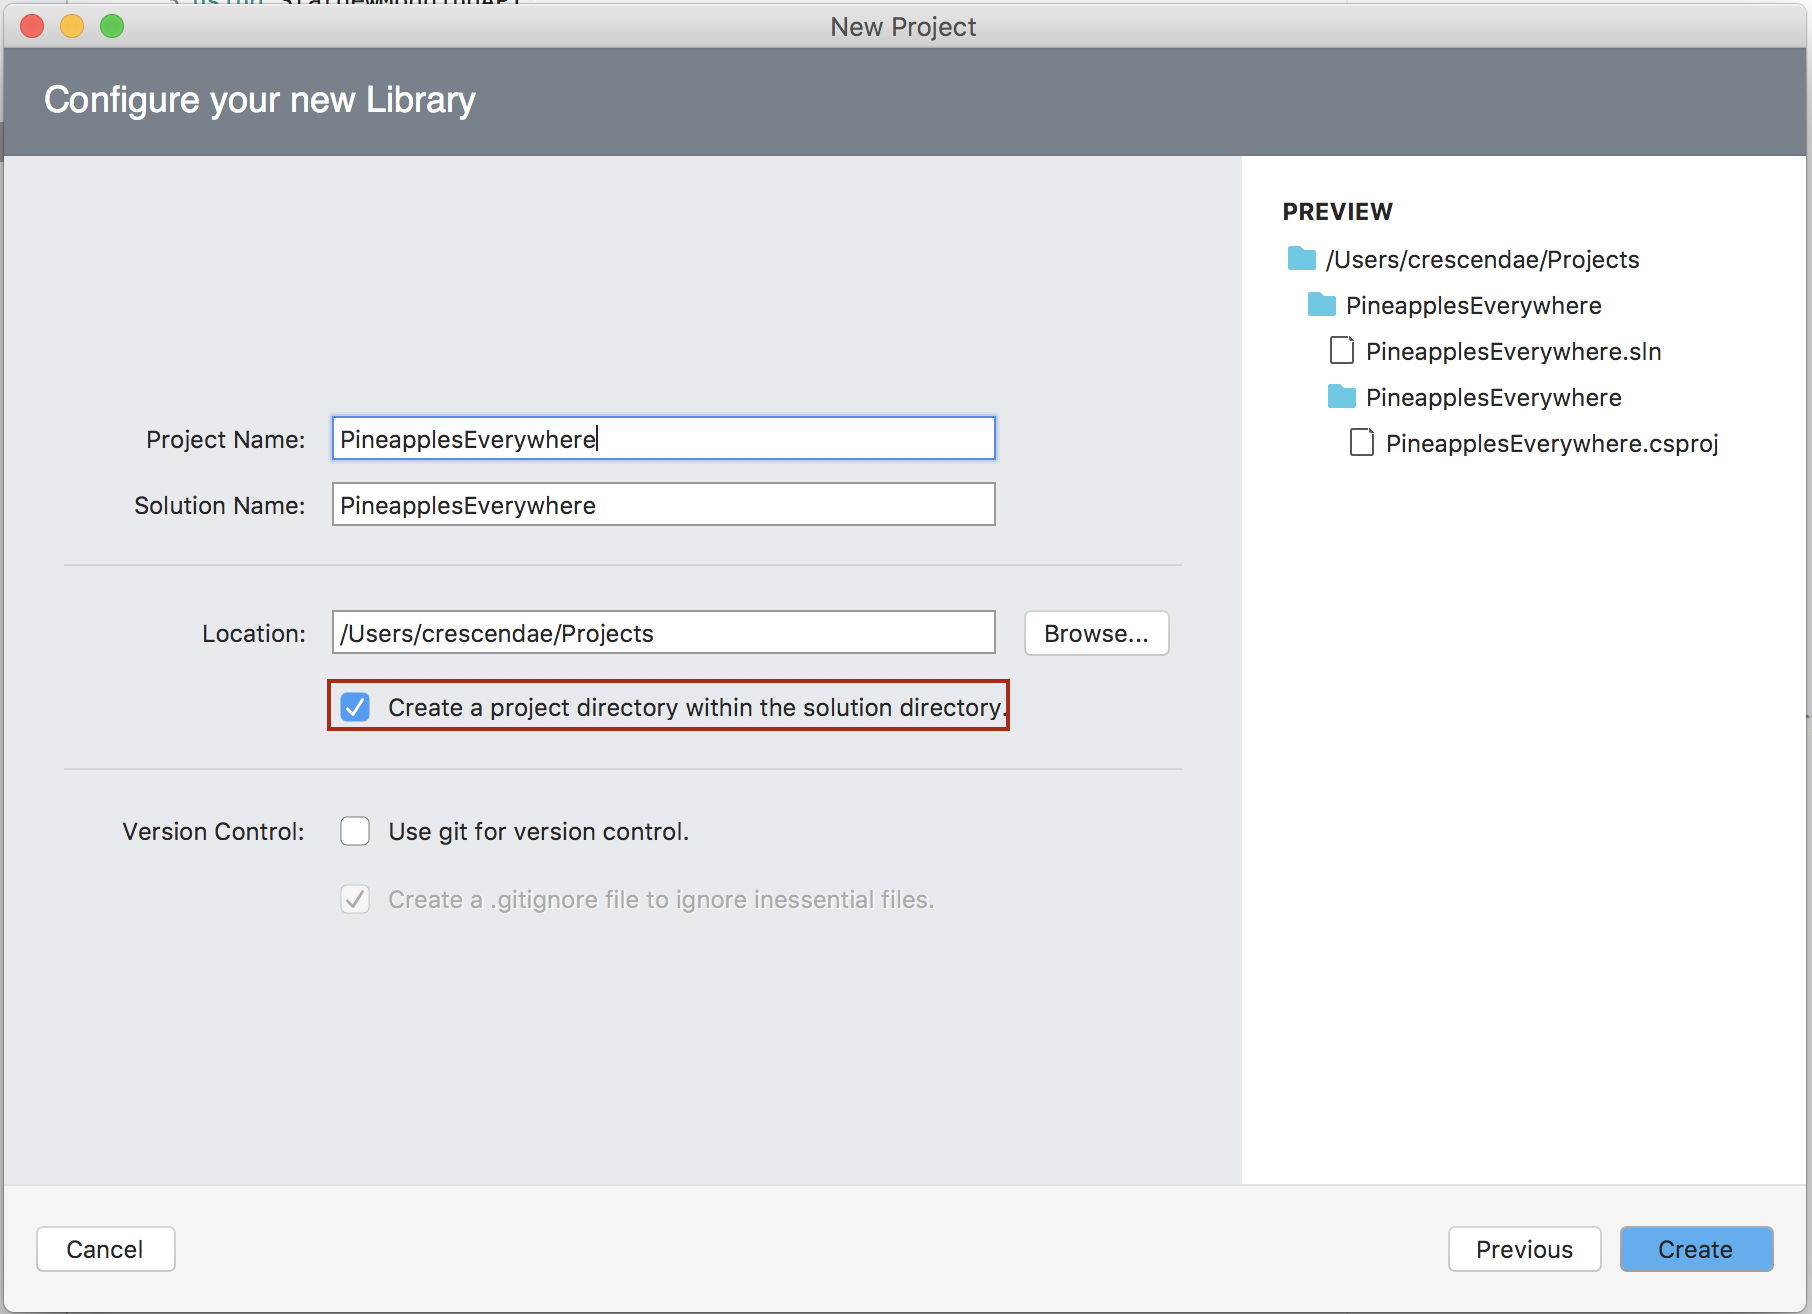 New Project
Configure your new Library
Project Name: PineapplesEverywhere
Solution Name: PineapplesEverywhere
Location: /Users/crescendae/Projects Browse...
Create a project directory within the solution directory.
Version Control: Use git for version control.
Create a .gitignore file to ignore inessential files.
PREVIEW
/Users/crescendae/Projects
PineapplesEverywhere
PineapplesEverywhere.sln
PineapplesEverywhere
PineapplesEverywhere.csproj
Cancel Previous Create